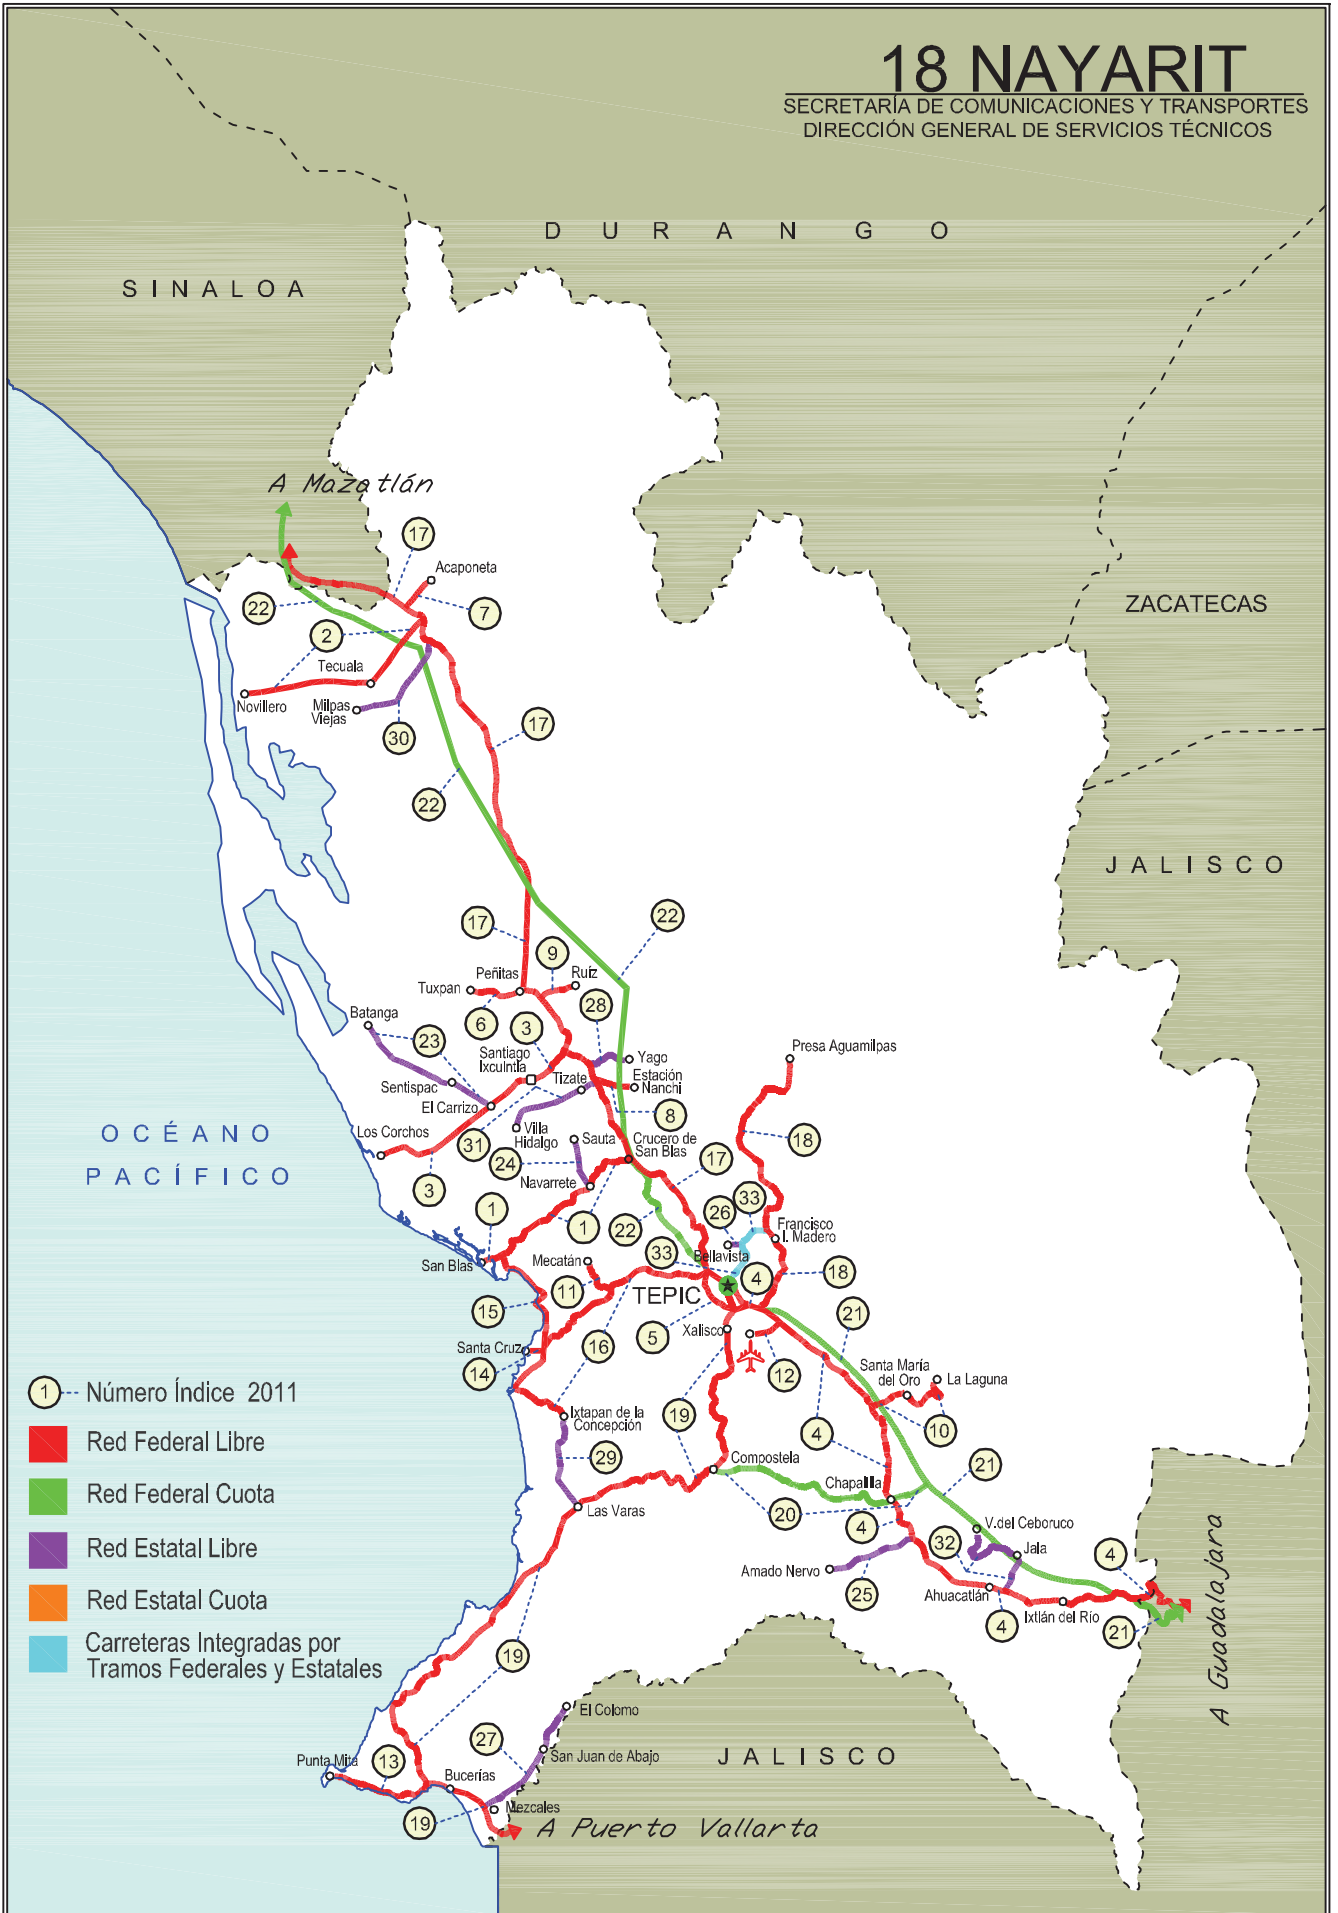 18 NAYARIT
SECRETARÍA DE COMUNICACIONES Y TRANSPORTES
DIRECCIÓN GENERAL DE SERVICIOS TÉCNICOS
DURANGO
SINALOA
A Mazatlán
17
Acaponeta
22
7
ZACATECAS
2
Tecuala
Novillero
Milpas
Viejas
30
17
22
JALISCO
17
22
9
Peñitas
Ruíz
Tuxpan
28
Batanga
6
3
23
Santiago
Ixcuintla
Yago
Presa Aguamilpas
Tizate
Estación
Nanchi
Sentispac
El Carrizo
8
OCÉANO
PACÍFICO
Los Corchos
31
Villa
Hidalgo
Sauta
Crucero de
San Blas
18
24
17
Navarrete
3
1
26
33
1
22
Francisco
I. Madero
33
Bellavista
Mecatán
San Blas
4
18
11
TEPIC
15
21
16
5
Xalisco
Santa Cruz
14
12
Santa María
del Oro
La Laguna
1
Número Índice 2011
Ixtapan de la
Concepción
19
4
10
Red Federal Libre
29
Compostela
21
Chapalilla
Red Federal Cuota
Las Varas
20
4
V.del Ceboruco
Red Estatal Libre
32
Jala
4
Amado Nervo
25
Ahuacatlán
Red Estatal Cuota
Ixtlán del Río
4
21
Carreteras Integradas por
Tramos Federales y Estatales
19
A Guadalajara
El Colomo
27
San Juan de Abajo
JALISCO
Punta Mita
13
Bucerías
Mezcales
19
A Puerto Vallarta